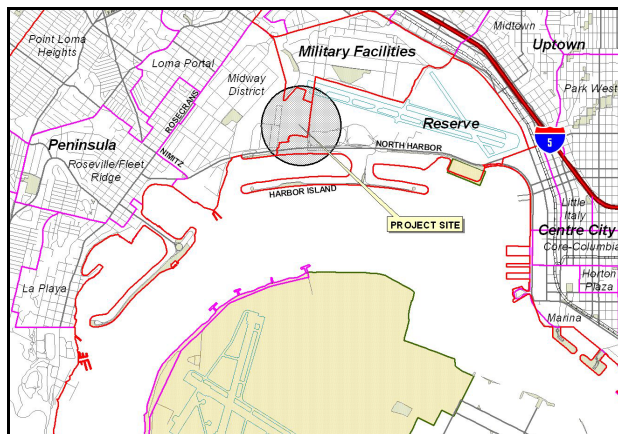 Point Loma
Heights
Loma Portal
Midway
District
Military Facilities
Midtown
Uptown
Park West
ROSECRANS
NIMITZ
Peninsula
Roseville/Fleet
Ridge
Reserve
NORTH HARBOR
5
HARBOR ISLAND
PROJECT SITE
Little
Italy
Centre City
Core-Columbia
Horton
Plaza
La Playa
Marina